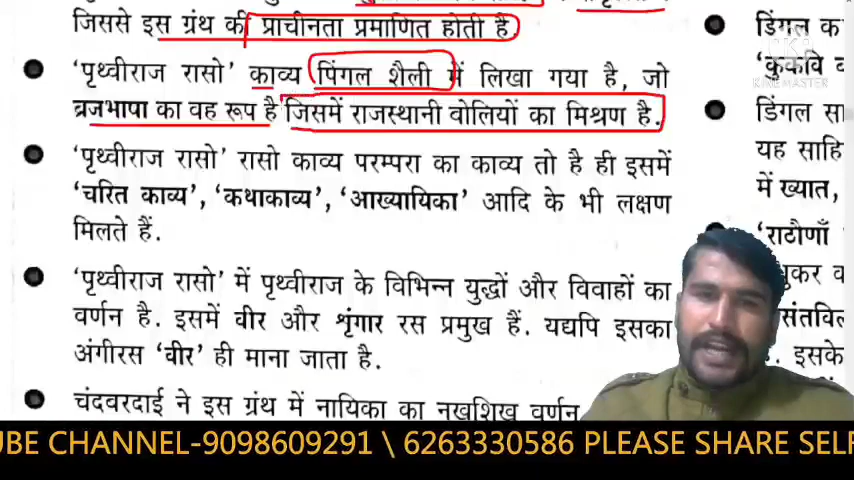 जिससे इस ग्रंथ की प्राचीनता प्रमाणित होती है.
'पृथ्वीराज रासो' काव्य पिंगल शैली में लिखा गया है, जो
ब्रजभाषा का वह रूप है जिसमें राजस्थानी बोलियों का मिश्रण है.
'पृथ्वीराज रासो' रासो काव्य परम्परा का काव्य तो है ही इसमें
'चरित काव्य', 'कथाकाव्य', 'आख्यायिका' आदि के भी लक्षण
मिलते हैं.
'पृथ्वीराज रासो' में पृथ्वीराज के विभिन्न युद्धों और विवाहों का
वर्णन है. इसमें वीर और श्रृंगार रस प्रमुख हैं. यद्यपि इसका
अंगीरस 'वीर' ही माना जाता है.
चंदवरदाई ने इस ग्रंथ में नायिका का नखशिख वर्णन
डिंगल क
'कुकवि
डिंगल सा
यह साहि
में ख्यात,
'राठौणाँ
संतविल
है. इसके
KINEMASTER
UBE CHANNEL-9098609291 \ 6263330586 PLEASE SHARE SELF